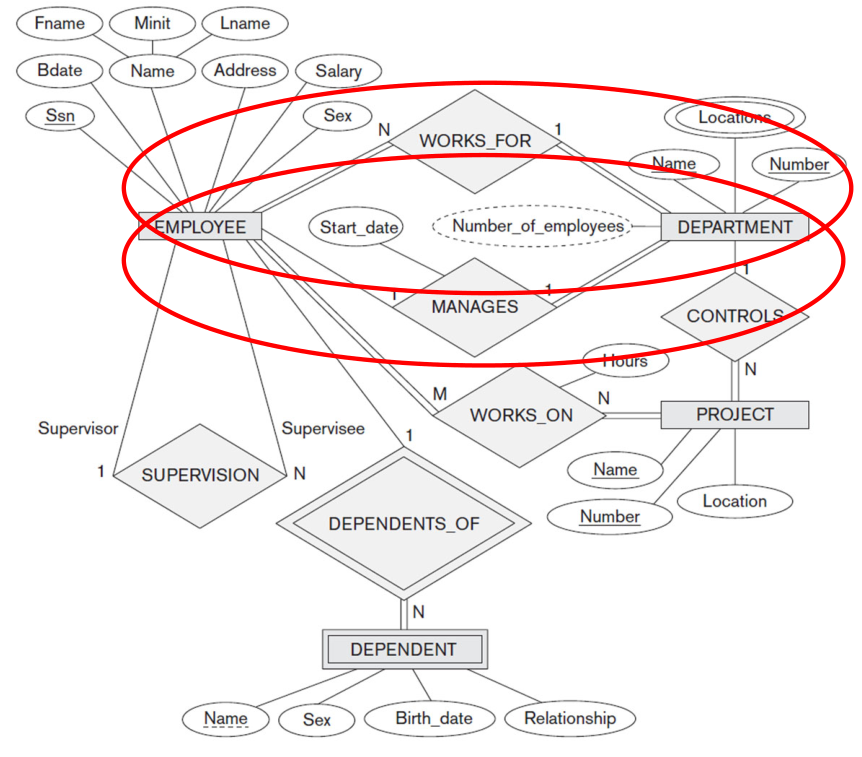 Fname
Minit
Lname
Bdate
Name
Address
Salary
Ssn
Sex
N
WORKS_FOR
1
Locations
Name
Number
EMPLOYEE
Start_date
Number_of_employees
DEPARTMENT
1
MANAGES
1
1
CONTROLS
Hours
N
M
WORKS_ON
N
PROJECT
Supervisor
Supervisee
1
SUPERVISION
N
1
Name
Number
Location
DEPENDENTS_OF
N
DEPENDENT
Name
Sex
Birth_date
Relationship